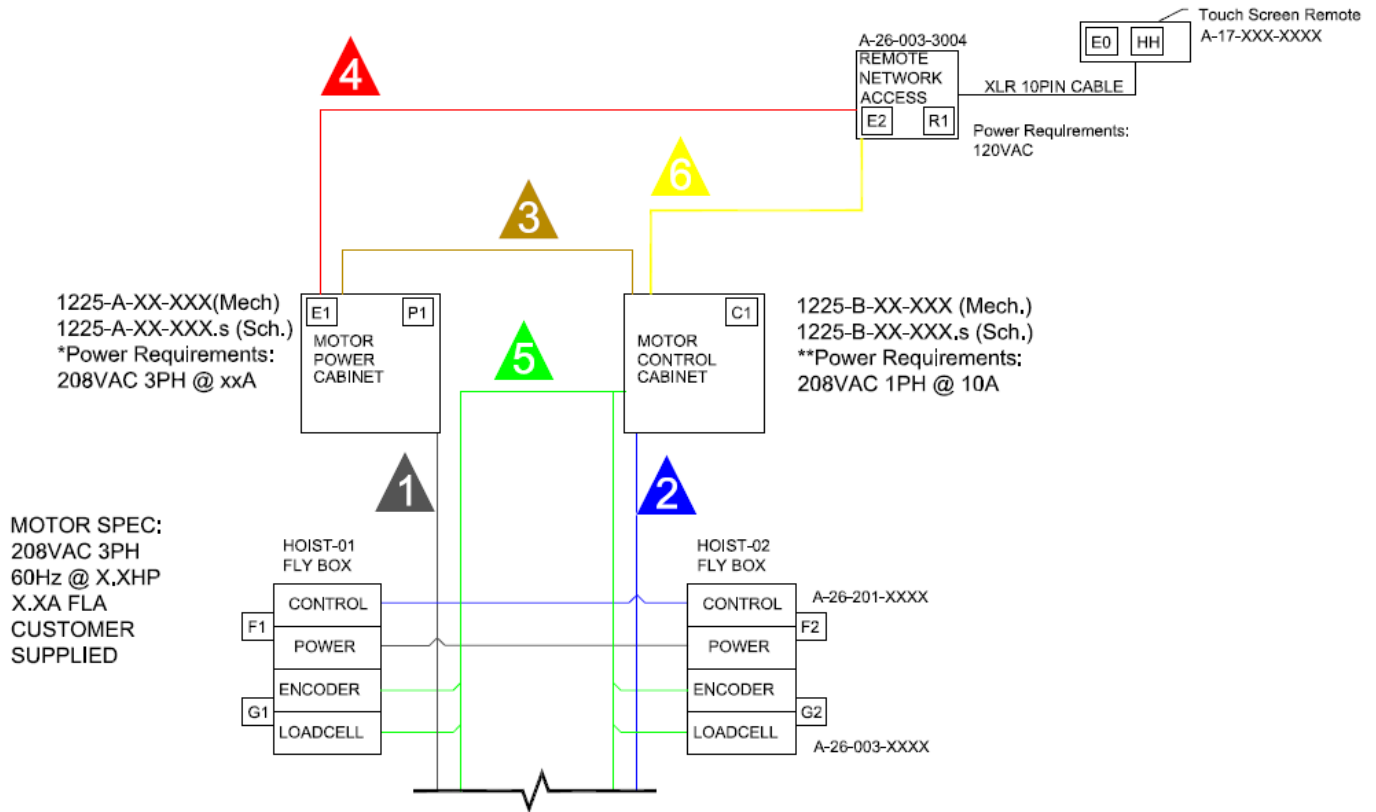 Touch Screen Remote
A-17-XXX-XXXX
E0
HH
A-26-003-3004
REMOTE
NETWORK
ACCESS
E2
R1
XLR 10PIN CABLE
Power Requirements:
120VAC
4
6
3
1225-A-XX-XXX(Mech)
1225-A-XX-XXX.s (Sch.)
*Power Requirements:
208VAC 3PH @ xxA
E1
P1
MOTOR
POWER
CABINET
5
C1
MOTOR
CONTROL
CABINET
1225-B-XX-XXX (Mech.)
1225-B-XX-XXX.s (Sch.)
**Power Requirements:
208VAC 1PH @ 10A
1
2
MOTOR SPEC:
208VAC 3PH
60Hz @ X.XHP
X.XA FLA
CUSTOMER
SUPPLIED
HOIST-01
FLY BOX
CONTROL
F1
POWER
ENCODER
G1
LOADCELL
HOIST-02
FLY BOX
CONTROL
A-26-201-XXXX
F2
POWER
ENCODER
G2
LOADCELL
A-26-003-XXXX